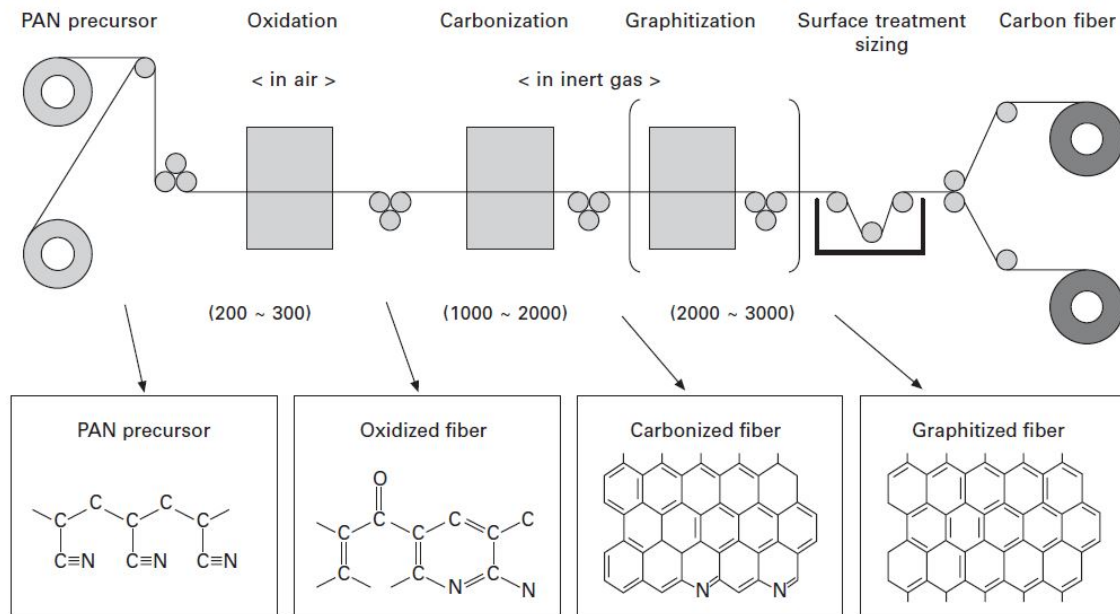 PAN precursor
Oxidation
Carbonization
Graphitization
Surface treatment
sizing
Carbon fiber
< in air >
< in inert gas >
(200 ~ 300)
(1000 ~ 2000)
(2000 ~ 3000)
PAN precursor
C C
C C C
C≡N C≡N C≡N
Oxidized fiber
O
C C C
C C C
C C C
N N
Carbonized fiber
N N
Graphitized fiber